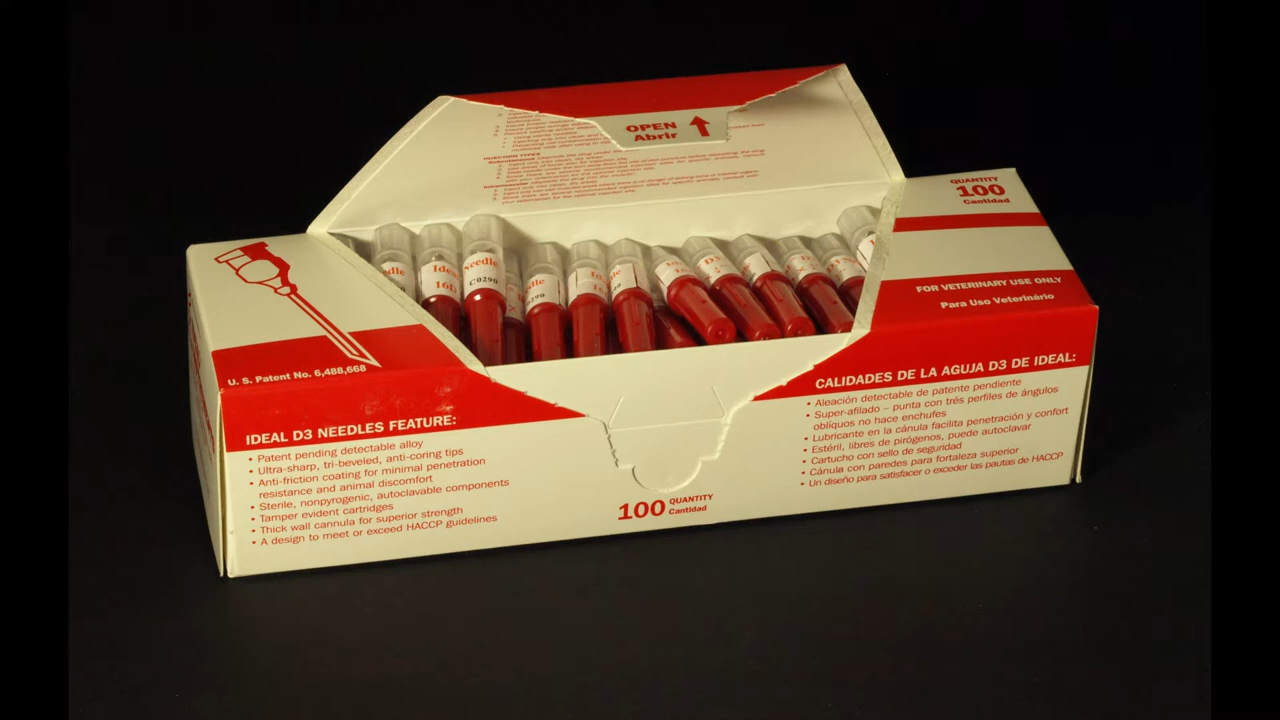 OPEN
Abrir
INJECTION TYPES
QUANTITY
100
Cantidad
FOR VETERINARY USE ONLY
Para Uso Veterinário
U. S. Patent No. 6,488,668
Needle
C0290
IDEAL D3 NEEDLES FEATURE:
• Patent pending detectable alloy
• Ultra-sharp, tri-beveled, anti-coring tips
• Anti-friction coating for minimal penetration
resistance and animal discomfort
• Sterile, nonpyrogenic, autoclavable components
• Tamper evident cartridges
• Thick wall cannula for superior strength
• A design to meet or exceed HACCP guidelines
100 QUANTITY
Cantidad
CALIDADES DE LA AGUJA D3 DE IDEAL:
• Aleación detectable de patente pendiente
• Super-afilado – punta con trés perfiles de ángulos
oblíquos no hace enchufes
• Lubricante en la cánula facilita penetración y confort
• Estéril, libres de pirógenos, puede autoclavar
• Cartucho con sello de seguridad
• Cánula con paredes para fortaleza superior
• Un diseño para satisfacer o exceder las pautas de HACCP